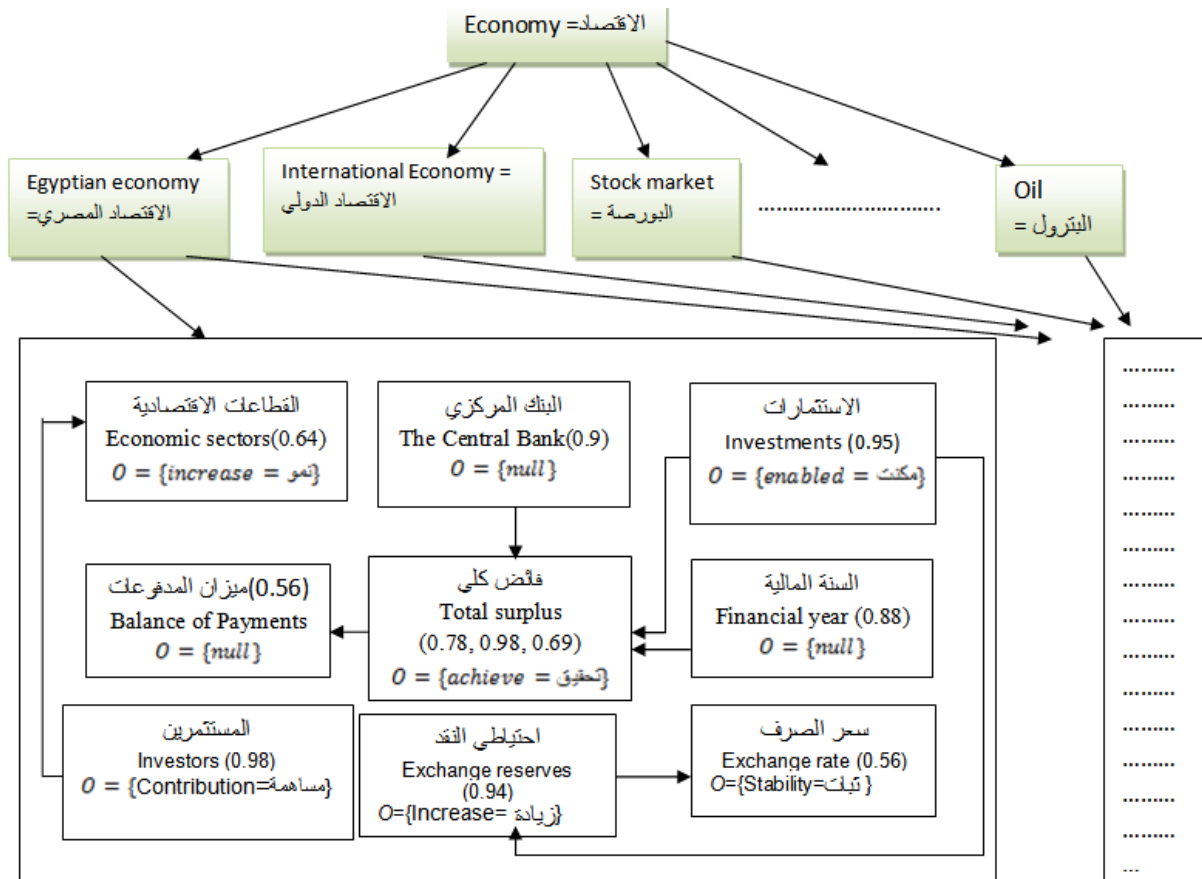 Economy =الاقتصاد
Egyptian economy
=الاقتصاد المصري
International Economy =
الاقتصاد الدولي
Stock market
= البورصة
................................
Oil
= البترول
القطاعات الاقتصادية
Economic sectors(0.64)
O = {increase = نمو}
البنك المركزي
The Central Bank(0.9)
O = {null}
الاستثمارات
Investments (0.95)
O = {enabled = مكنت}
ميزان المدفوعات(0.56)
Balance of Payments
O = {null}
فائض كلي
Total surplus
(0.78, 0.98, 0.69)
O = {achieve = تحقيق}
السنة المالية
Financial year (0.88)
O = {null}
المستثمرين
Investors (0.98)
O = {Contribution=مساهمة}
احتياطي النقد
Exchange reserves
(0.94)
O={Increase= زيادة}
سعر الصرف
Exchange rate (0.56)
O={Stability=ثبات }
.........
.........
.........
.........
.........
.........
.........
.........
.........
.........
.........
.........
.........
.........
...